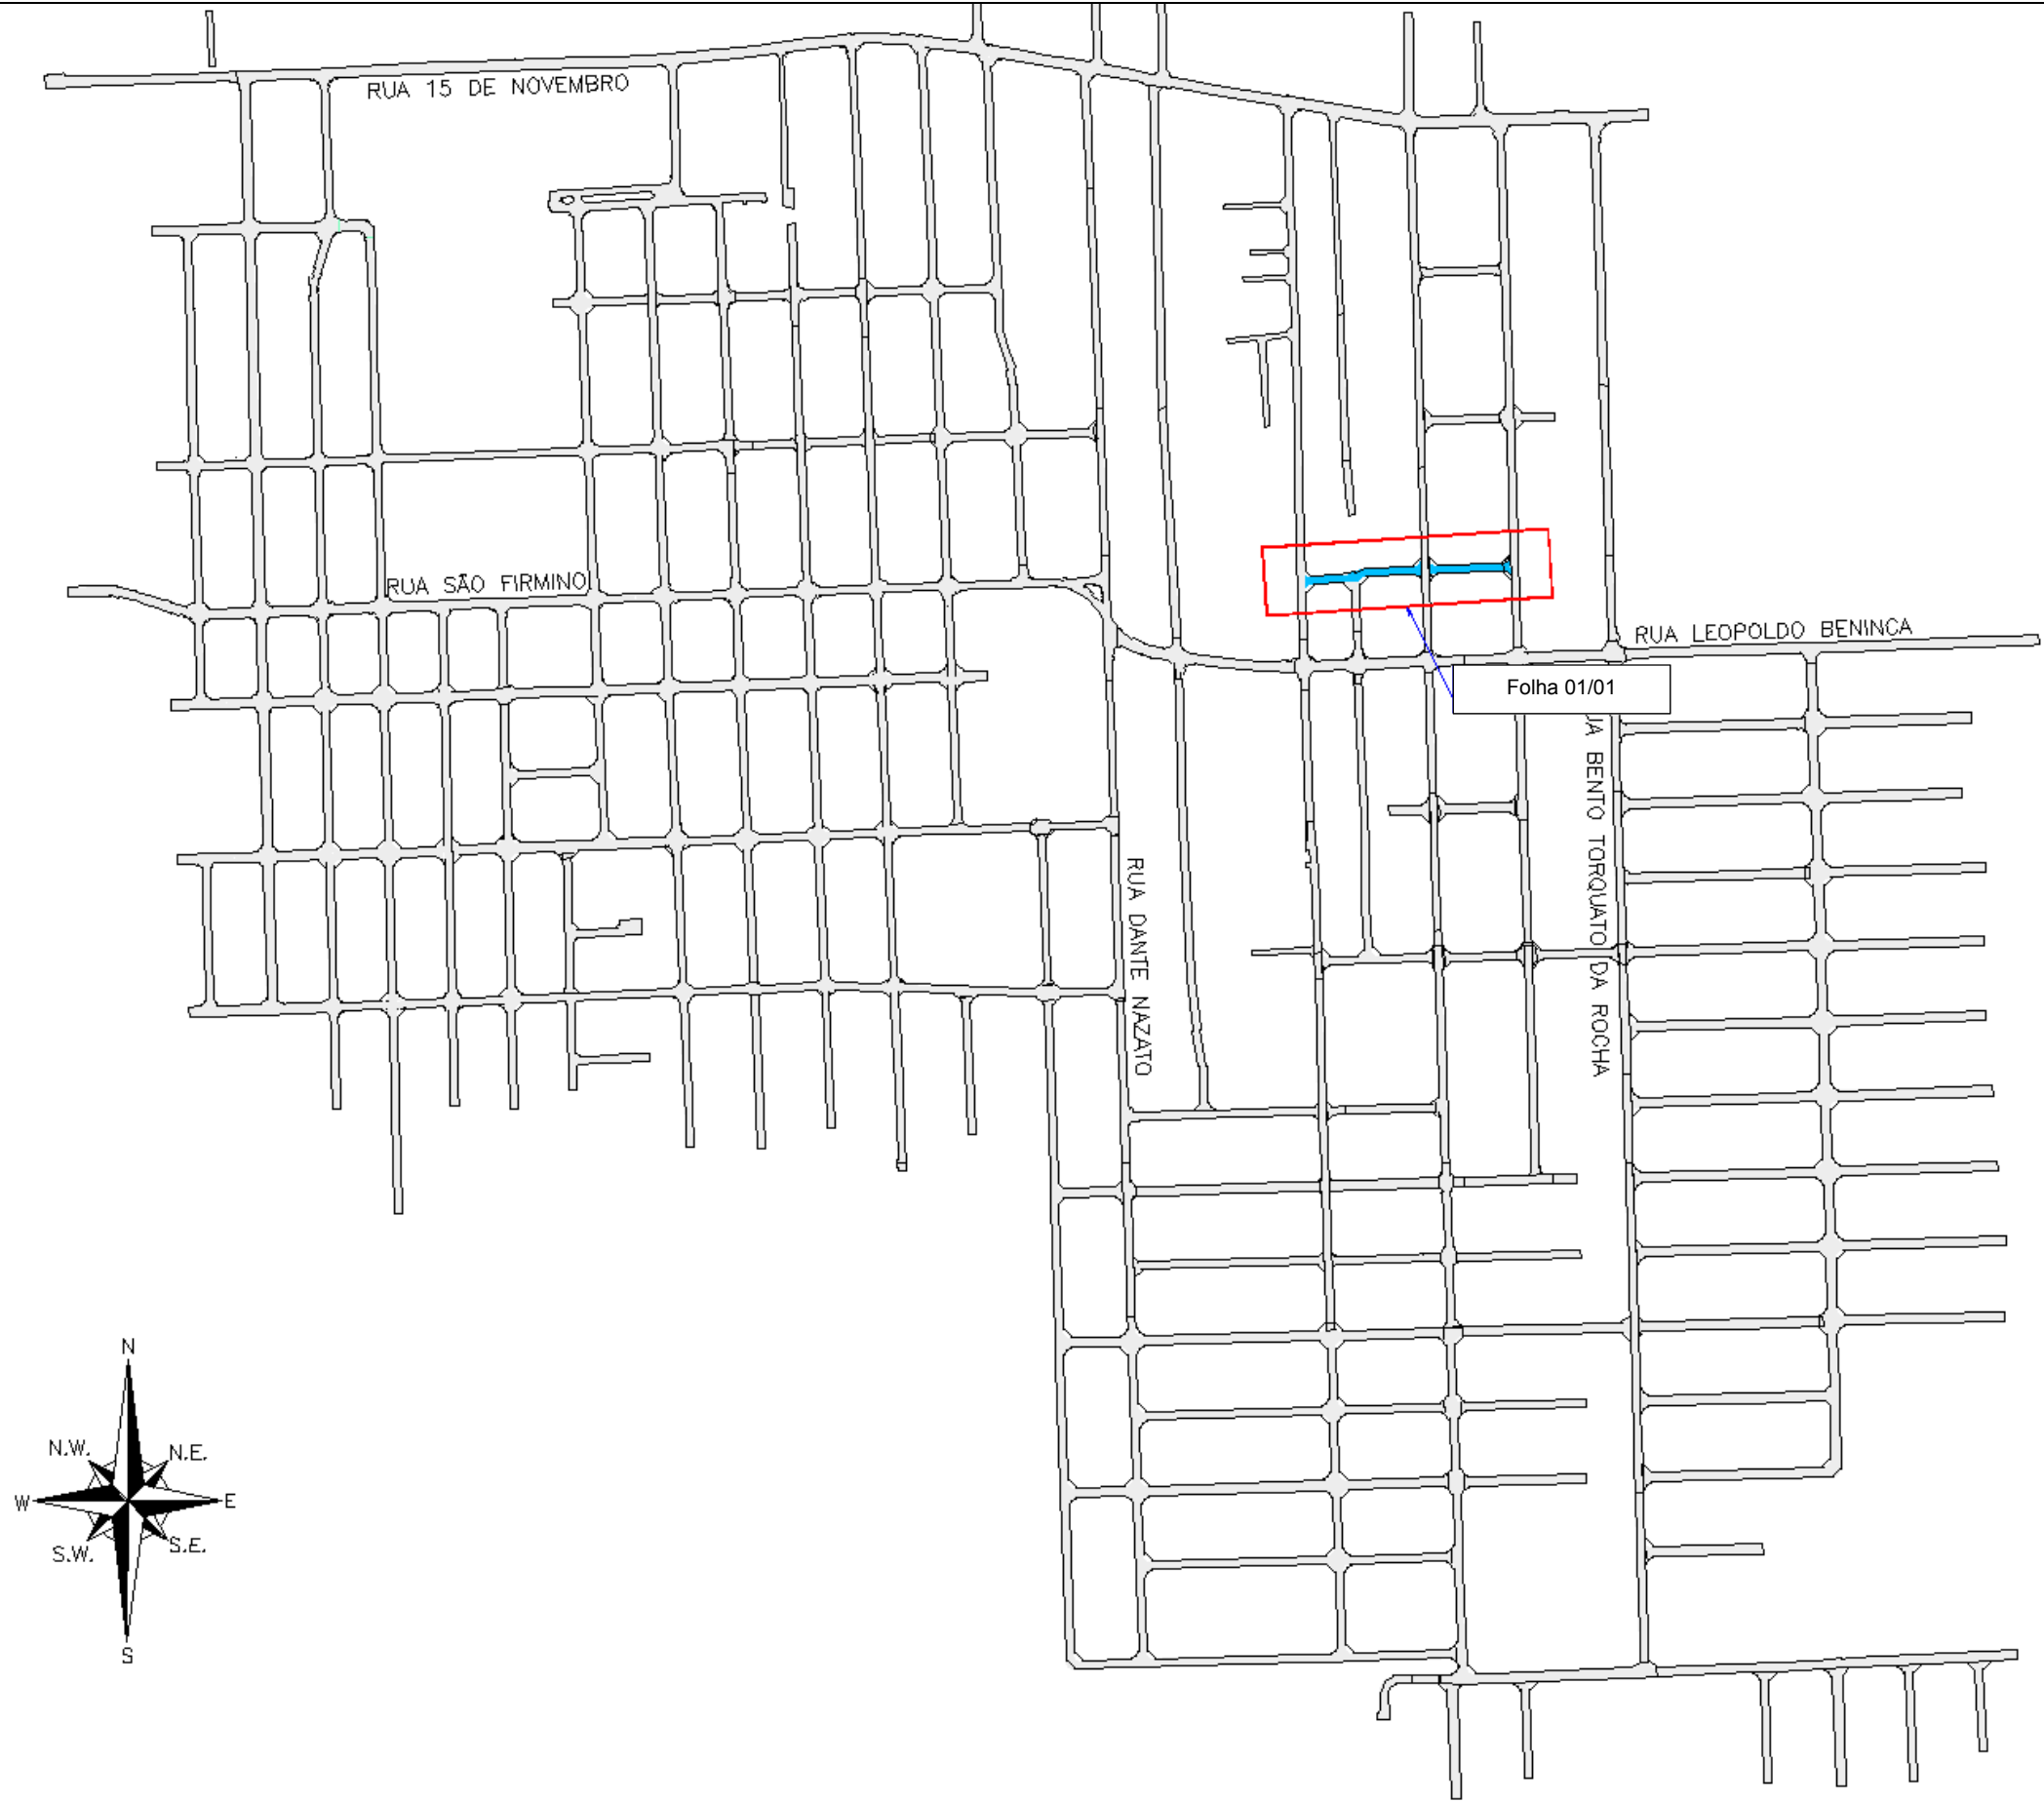 RUA 15 DE NOVEMBRO
RUA SÃO FIRMINO
RUA LEOPOLDO BENINCA
Folha 01/01
UA BENTO TORQUATO DA ROCHA
RUA DANTE NAZATO
N
N.W.
N.E.
W
E
S.W.
S.E.
S